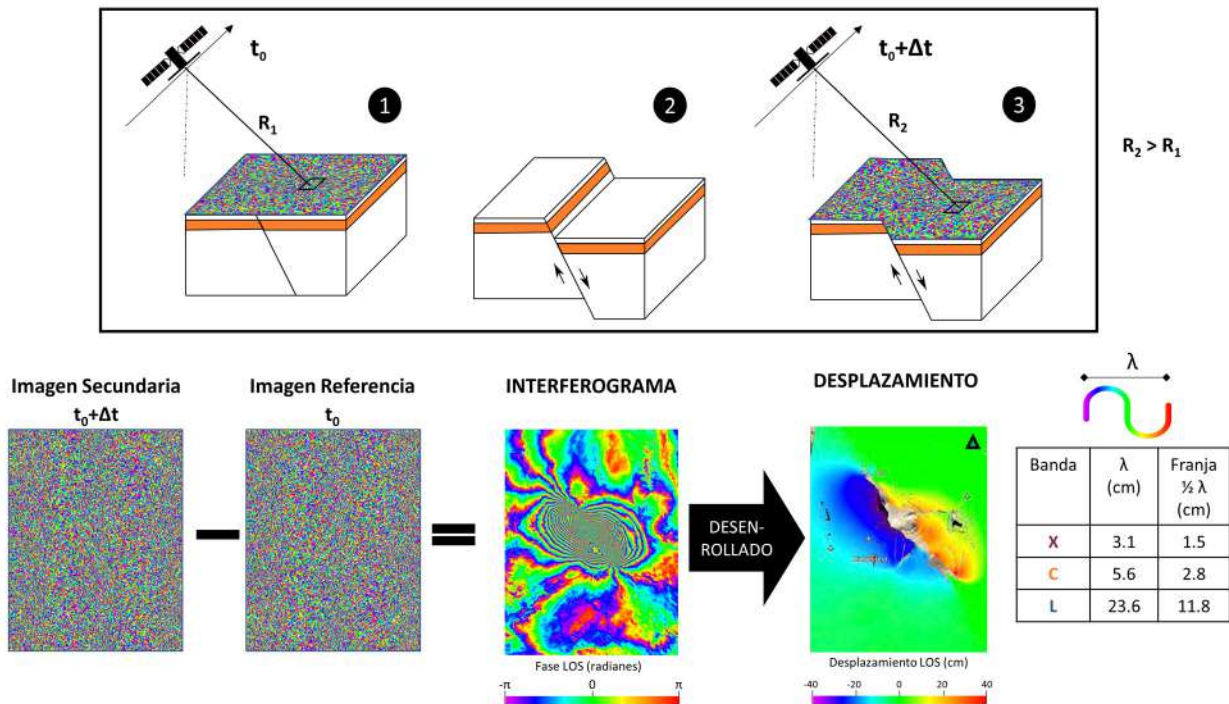 t₀
1
R₁
2
t₀+Δt
3
R₂
R₂ > R₁
Imagen Secundaria
t₀+Δt
Imagen Referencia
t₀
INTERFEROGRAMA
Fase LOS (radianes)
-π 0 π
DESEN-
ROLLADO
DESPLAZAMIENTO
Desplazamiento LOS (cm)
-40 -20 0 20 40
λ
Banda λ (cm) Franja ½ λ (cm)
X 3.1 1.5
C 5.6 2.8
L 23.6 11.8